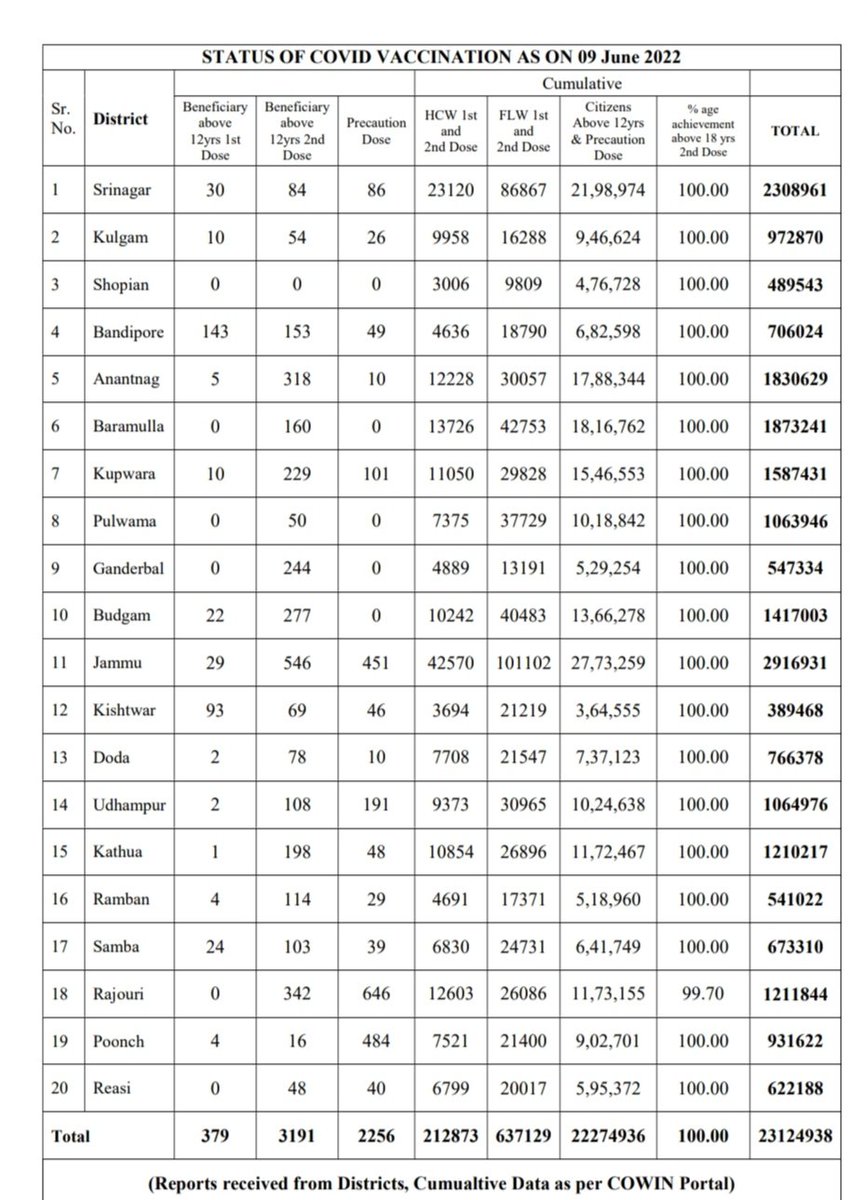 STATUS OF COVID VACCINATION AS ON 09 June 2022
Cumulative
Sr. No. District Beneficiary above 12yrs 1st Dose Beneficiary above 12yrs 2nd Dose Precaution Dose HCW 1st and 2nd Dose FLW 1st and 2nd Dose Citizens Above 12yrs & Precaution Dose % age achievement above 18 yrs 2nd Dose TOTAL
1 Srinagar 30 84 86 23120 86867 21,98,974 100.00 2308961
2 Kulgam 10 54 26 9958 16288 9,46,624 100.00 972870
3 Shopian 0 0 0 3006 9809 4,76,728 100.00 489543
4 Bandipore 143 153 49 4636 18790 6,82,598 100.00 706024
5 Anantnag 5 318 10 12228 30057 17,88,344 100.00 1830629
6 Baramulla 0 160 0 13726 42753 18,16,762 100.00 1873241
7 Kupwara 10 229 101 11050 29828 15,46,553 100.00 1587431
8 Pulwama 0 50 0 7375 37729 10,18,842 100.00 1063946
9 Ganderbal 0 244 0 4889 13191 5,29,254 100.00 547334
10 Budgam 22 277 0 10242 40483 13,66,278 100.00 1417003
11 Jammu 29 546 451 42570 101102 27,73,259 100.00 2916931
12 Kishtwar 93 69 46 3694 21219 3,64,555 100.00 389468
13 Doda 2 78 10 7708 21547 7,37,123 100.00 766378
14 Udhampur 2 108 191 9373 30965 10,24,638 100.00 1064976
15 Kathua 1 198 48 10854 26896 11,72,467 100.00 1210217
16 Ramban 4 114 29 4691 17371 5,18,960 100.00 541022
17 Samba 24 103 39 6830 24731 6,41,749 100.00 673310
18 Rajouri 0 342 646 12603 26086 11,73,155 99.70 1211844
19 Poonch 4 16 484 7521 21400 9,02,701 100.00 931622
20 Reasi 0 48 40 6799 20017 5,95,372 100.00 622188
Total 379 3191 2256 212873 637129 22274936 100.00 23124938
(Reports received from Districts, Cumualtive Data as per COWIN Portal)